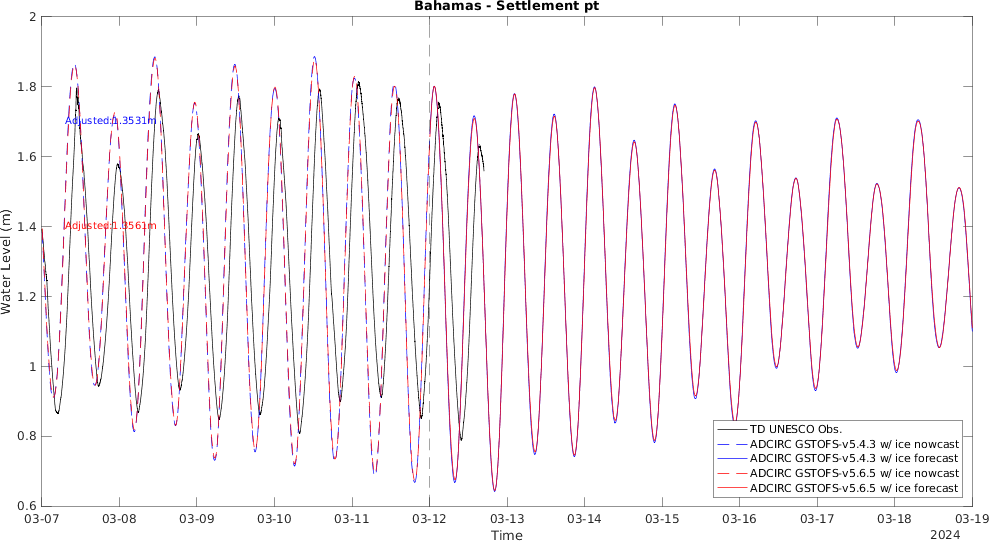 Bahamas - Settlement pt
2
1.8
1.6
1.4
1.2
1
0.8
0.6
Water Level (m)
Adjusted:1.3531m
Adjusted:1.3561m
TD UNESCO Obs.
ADCIRC GSTOFS-v5.4.3 w/ ice nowcast
ADCIRC GSTOFS-v5.4.3 w/ ice forecast
ADCIRC GSTOFS-v5.6.5 w/ ice nowcast
ADCIRC GSTOFS-v5.6.5 w/ ice forecast
03-07 03-08 03-09 03-10 03-11 03-12 03-13 03-14 03-15 03-16 03-17 03-18 03-19
Time
2024